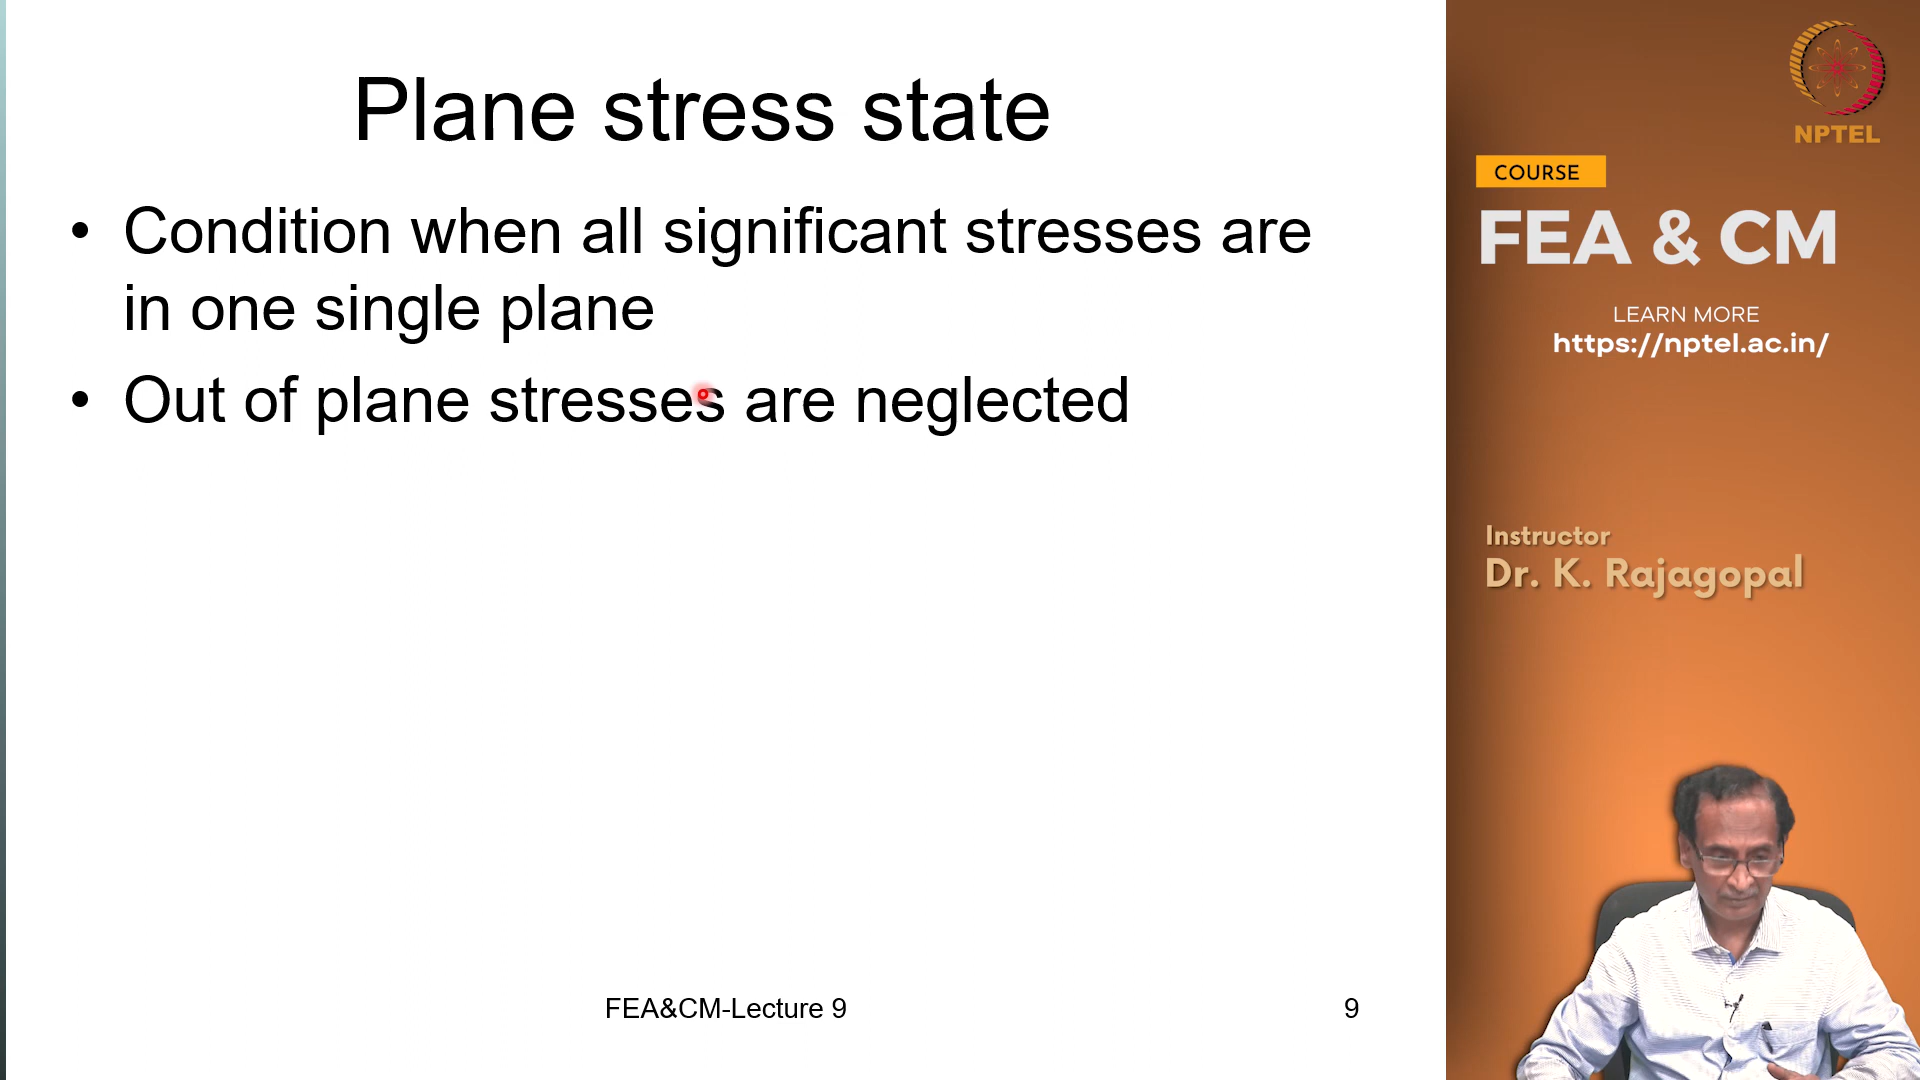 Plane stress state
• Condition when all significant stresses are
in one single plane
• Out of plane stresses are neglected
FEA&CM-Lecture 9
9
NPTEL
COURSE
FEA & CM
LEARN MORE
https://nptel.ac.in/
Instructor
Dr. K. Rajagopal